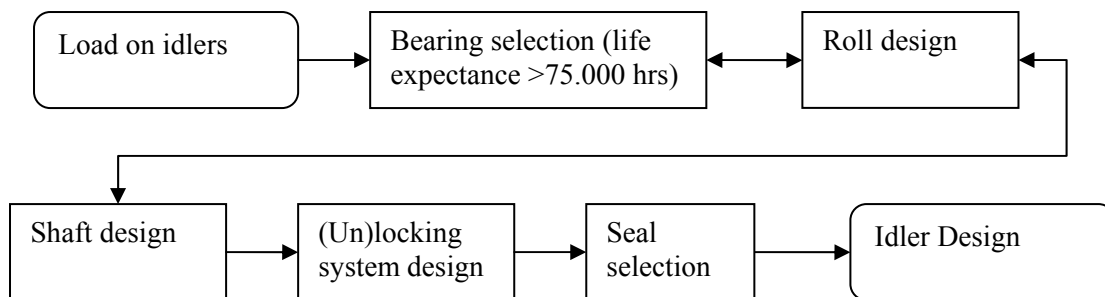 Load on idlers
Bearing selection (life
expectance >75.000 hrs)
Roll design
Shaft design
(Un)locking
system design
Seal
selection
Idler Design